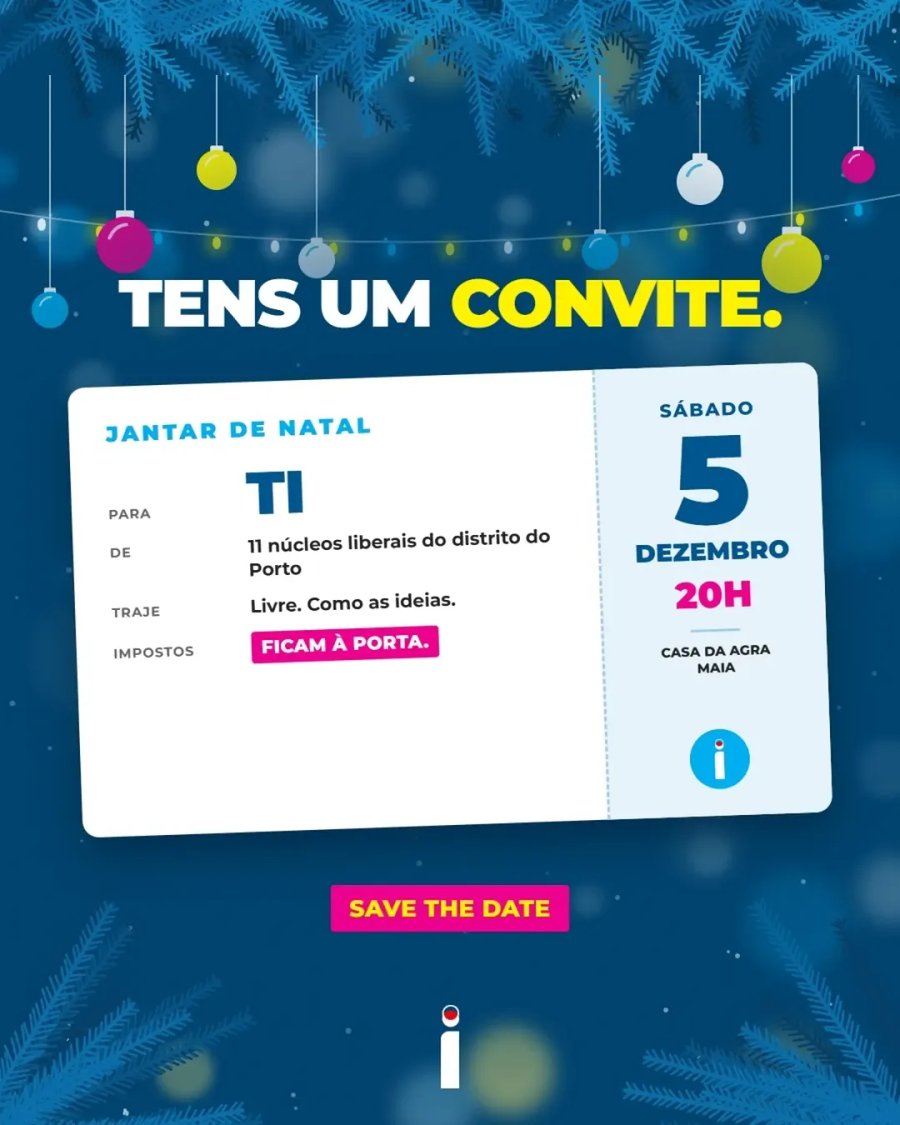 TENS UM CONVITE.
JANTAR DE NATAL
PARA
TI
DE
11 núcleos liberais do distrito do
Porto
TRAJE
Livre. Como as ideias.
IMPOSTOS
FICAM À PORTA.
SÁBADO
5
DEZEMBRO
20H
CASA DA AGRA
MAIA
i
SAVE THE DATE
i